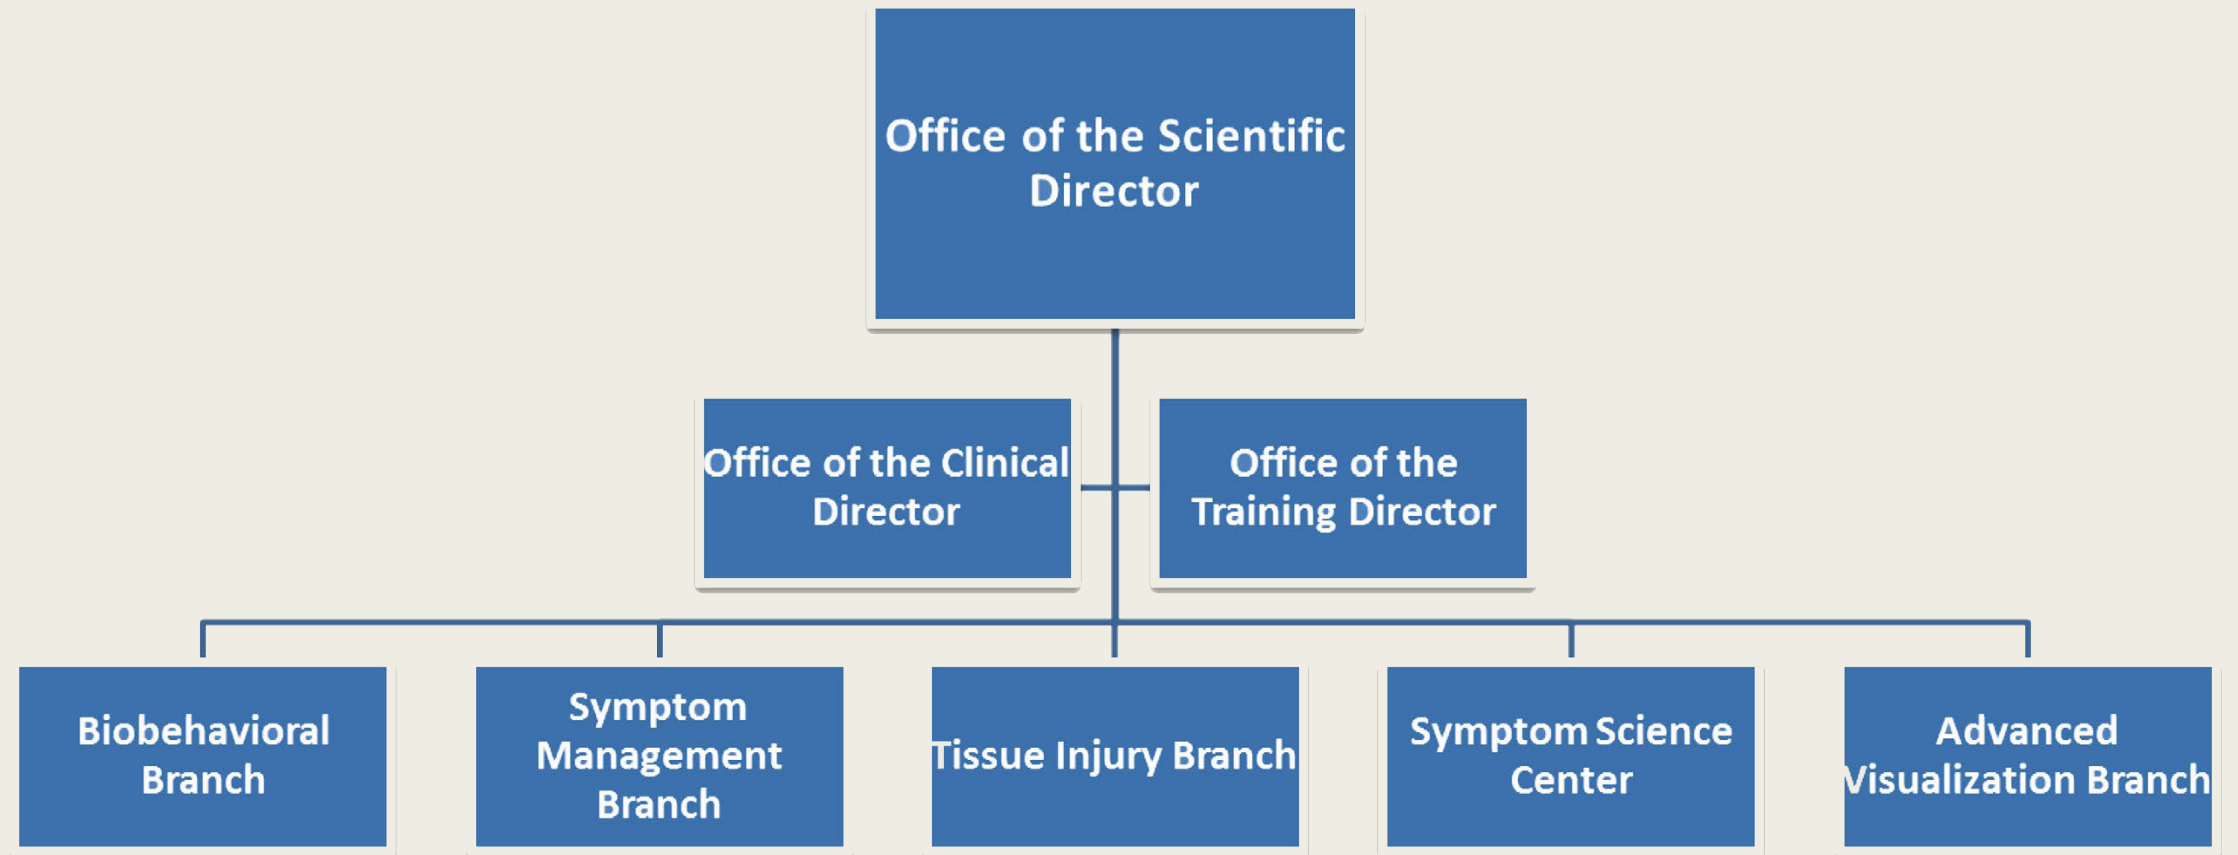 Office of the Scientific
Director
Office of the Clinical
Director
Office of the
Training Director
Biobehavioral
Branch
Symptom
Management
Branch
Tissue Injury Branch
Symptom Science
Center
Advanced
Visualization Branch